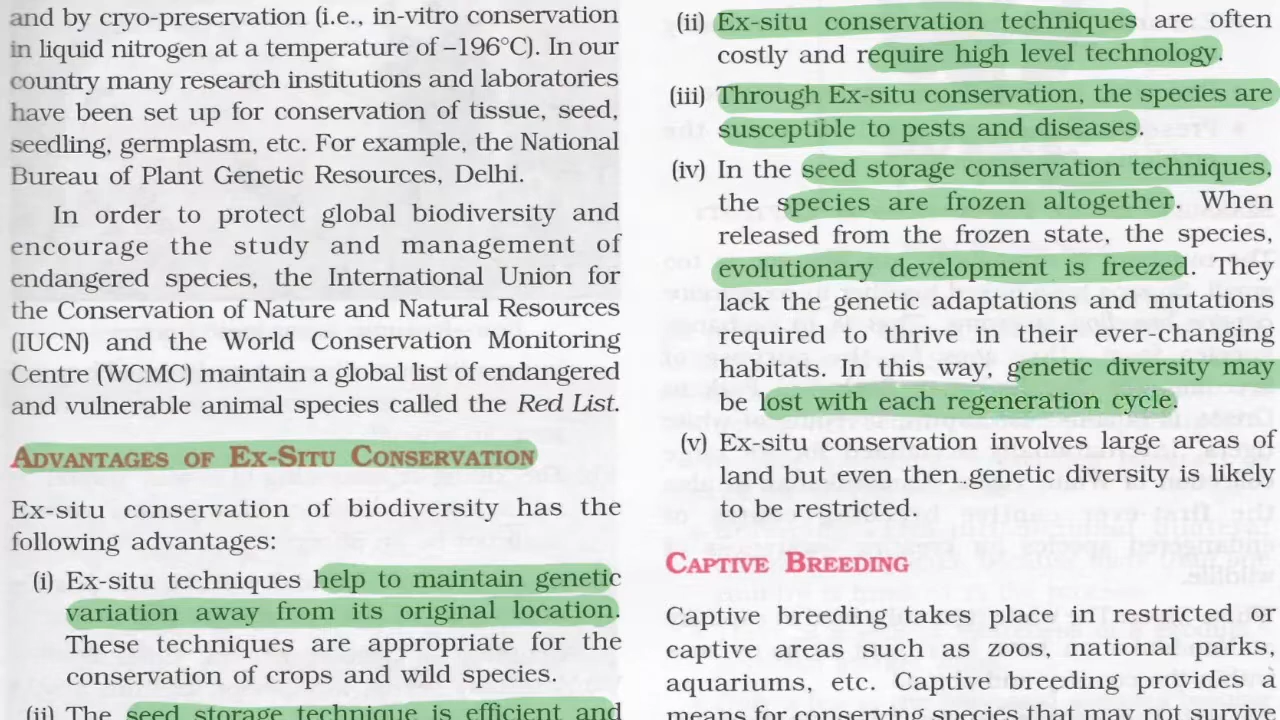 and by cryo-preservation (i.e., in-vitro conservation
in liquid nitrogen at a temperature of –196°C). In our
country many research institutions and laboratories
have been set up for conservation of tissue, seed,
seedling, germplasm, etc. For example, the National
Bureau of Plant Genetic Resources, Delhi.
In order to protect global biodiversity and
encourage the study and management of
endangered species, the International Union for
the Conservation of Nature and Natural Resources
(IUCN) and the World Conservation Monitoring
Centre (WCMC) maintain a global list of endangered
and vulnerable animal species called the Red List.
ADVANTAGES OF EX-SITU CONSERVATION
Ex-situ conservation of biodiversity has the
following advantages:
(i) Ex-situ techniques help to maintain genetic
variation away from its original location.
These techniques are appropriate for the
conservation of crops and wild species.
(ii) The seed storage technique is efficient and
(ii) Ex-situ conservation techniques are often
costly and require high level technology.
(iii) Through Ex-situ conservation, the species are
susceptible to pests and diseases.
(iv) In the seed storage conservation techniques,
the species are frozen altogether. When
released from the frozen state, the species,
evolutionary development is freezed. They
lack the genetic adaptations and mutations
required to thrive in their ever-changing
habitats. In this way, genetic diversity may
be lost with each regeneration cycle.
(v) Ex-situ conservation involves large areas of
land but even then genetic diversity is likely
to be restricted.
CAPTIVE BREEDING
Captive breeding takes place in restricted or
captive areas such as zoos, national parks,
aquariums, etc. Captive breeding provides a
means for conserving species that may not survive